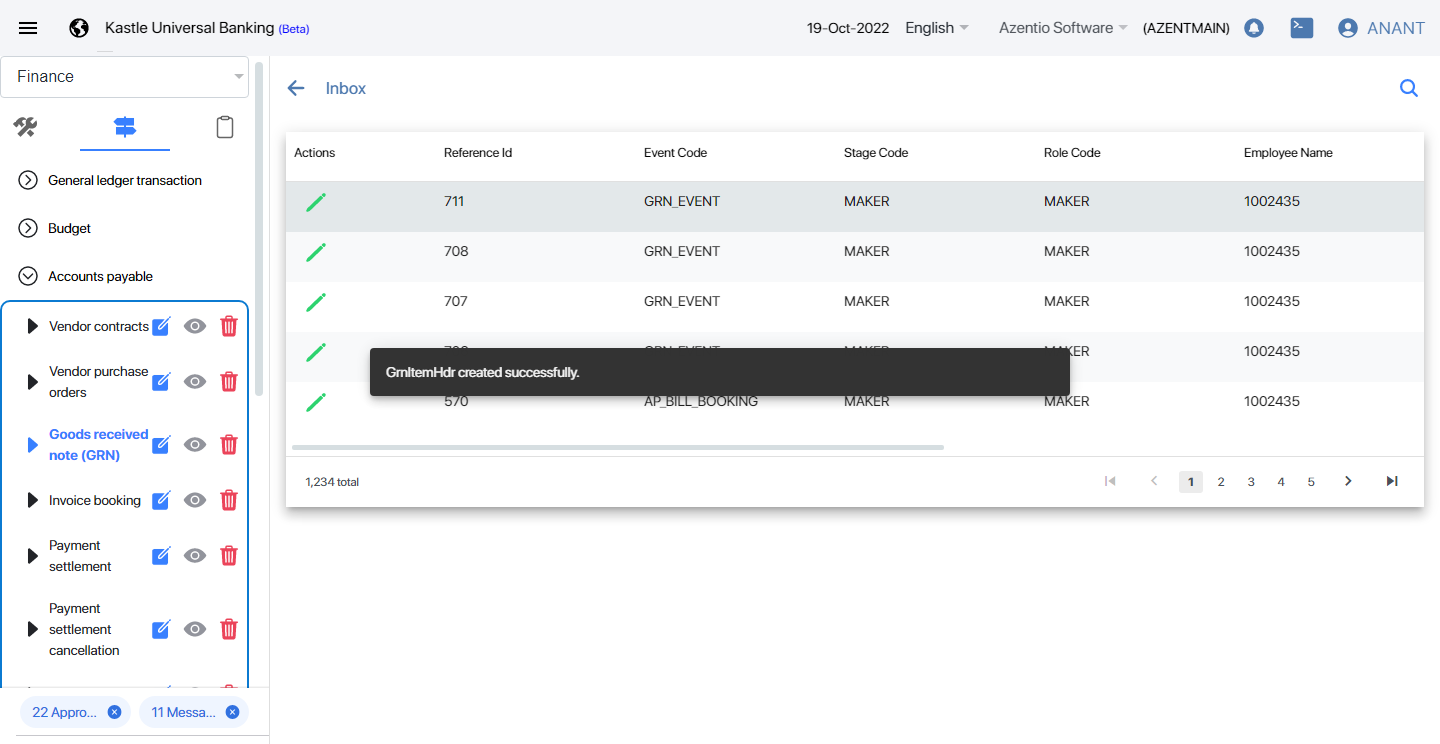 Kastle Universal Banking (Beta)
19-Oct-2022 English Azentio Software (AZENTMAIN) ANANT
Finance
General ledger transaction
Budget
Accounts payable
Vendor contracts
Vendor purchase
orders
Goods received
note (GRN)
Invoice booking
Payment
settlement
Payment
settlement
cancellation
22 Appro... 11 Messa...
Inbox
Actions Reference Id Event Code Stage Code Role Code Employee Name
711 GRN_EVENT MAKER MAKER 1002435
708 GRN_EVENT MAKER MAKER 1002435
707 GRN_EVENT MAKER MAKER 1002435
GRN_EVENT MAKER MAKER 1002435
GrnItemHdr created successfully.
570 AP_BILL_BOOKING MAKER MAKER 1002435
1,234 total 1 2 3 4 5